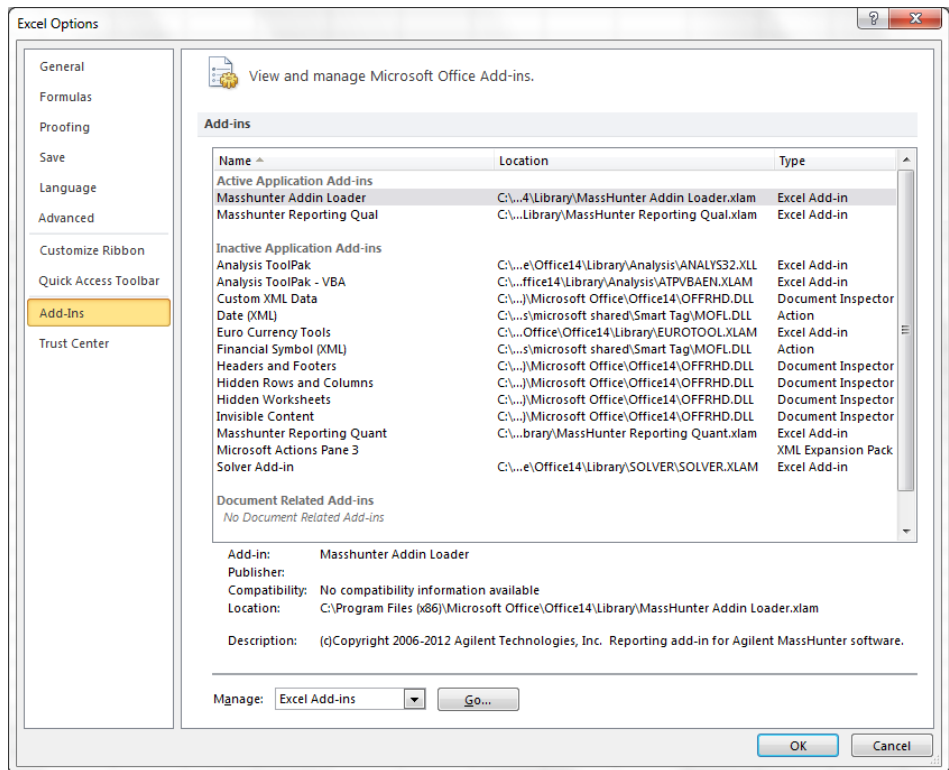 Excel Options
General
Formulas
Proofing
Save
Language
Advanced
Customize Ribbon
Quick Access Toolbar
Add-Ins
Trust Center
View and manage Microsoft Office Add-ins.
Add-ins
Name Location Type
Active Application Add-ins
Masshunter Addin Loader C:\...4\Library\MassHunter Addin Loader.xlam Excel Add-in
Masshunter Reporting Qual C:\...Library\MassHunter Reporting Qual.xlam Excel Add-in
Inactive Application Add-ins
Analysis ToolPak C:\...e\Office14\Library\Analysis\ANALYS32.XLL Excel Add-in
Analysis ToolPak - VBA C:\...ffice14\Library\Analysis\ATPVBAEN.XLAM Excel Add-in
Custom XML Data C:\...)\Microsoft Office\Office14\OFFRHD.DLL Document Inspector
Date (XML) C:\...s\microsoft shared\Smart Tag\MOFL.DLL Action
Euro Currency Tools C:\...Office\Office14\Library\EUROTOOL.XLAM Excel Add-in
Financial Symbol (XML) C:\...s\microsoft shared\Smart Tag\MOFL.DLL Action
Headers and Footers C:\...)\Microsoft Office\Office14\OFFRHD.DLL Document Inspector
Hidden Rows and Columns C:\...)\Microsoft Office\Office14\OFFRHD.DLL Document Inspector
Hidden Worksheets C:\...)\Microsoft Office\Office14\OFFRHD.DLL Document Inspector
Invisible Content C:\...)\Microsoft Office\Office14\OFFRHD.DLL Document Inspector
Masshunter Reporting Quant C:\...brary\MassHunter Reporting Quant.xlam Excel Add-in
Microsoft Actions Pane 3 XML Expansion Pack
Solver Add-in C:\...e\Office14\Library\SOLVER\SOLVER.XLAM Excel Add-in
Document Related Add-ins
No Document Related Add-ins
Add-in: Masshunter Addin Loader
Publisher:
Compatibility: No compatibility information available
Location: C:\Program Files (x86)\Microsoft Office\Office14\Library\MassHunter Addin Loader.xlam
Description: (c)Copyright 2006-2012 Agilent Technologies, Inc. Reporting add-in for Agilent MassHunter software.
Manage: Excel Add-ins Go...
OK Cancel